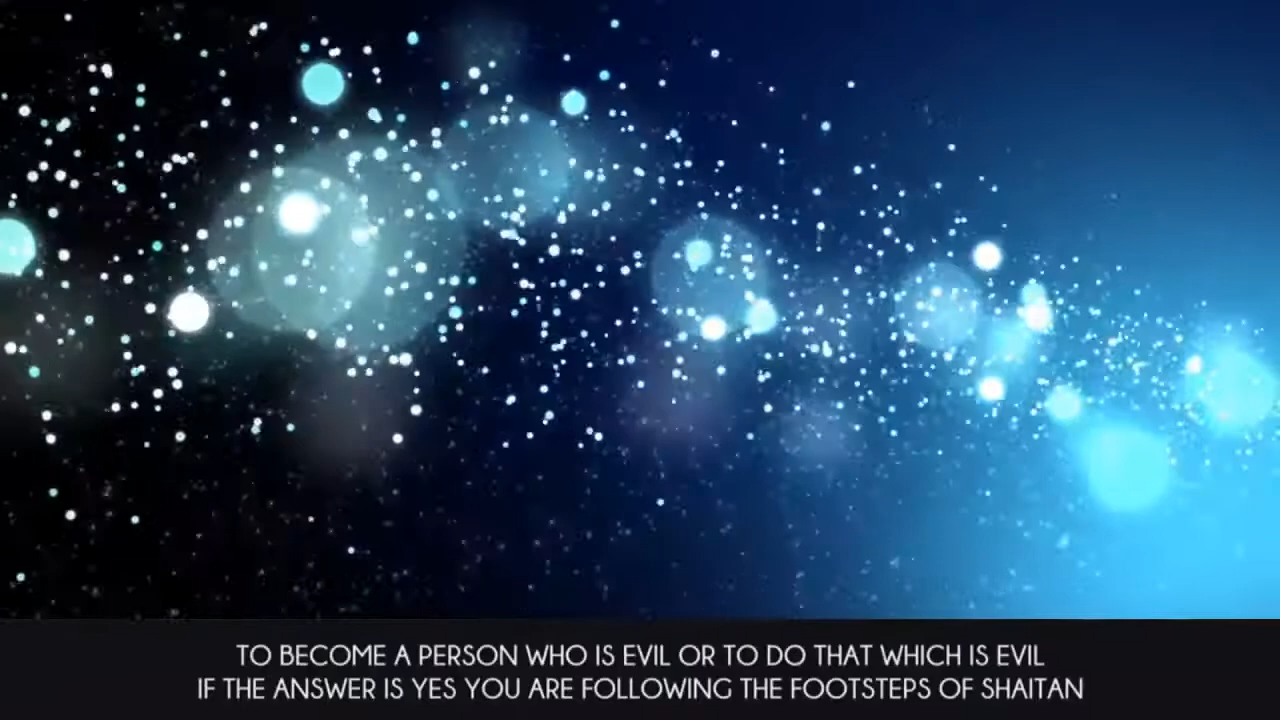 TO BECOME A PERSON WHO IS EVIL OR TO DO THAT WHICH IS EVIL
IF THE ANSWER IS YES YOU ARE FOLLOWING THE FOOTSTEPS OF SHAITAN